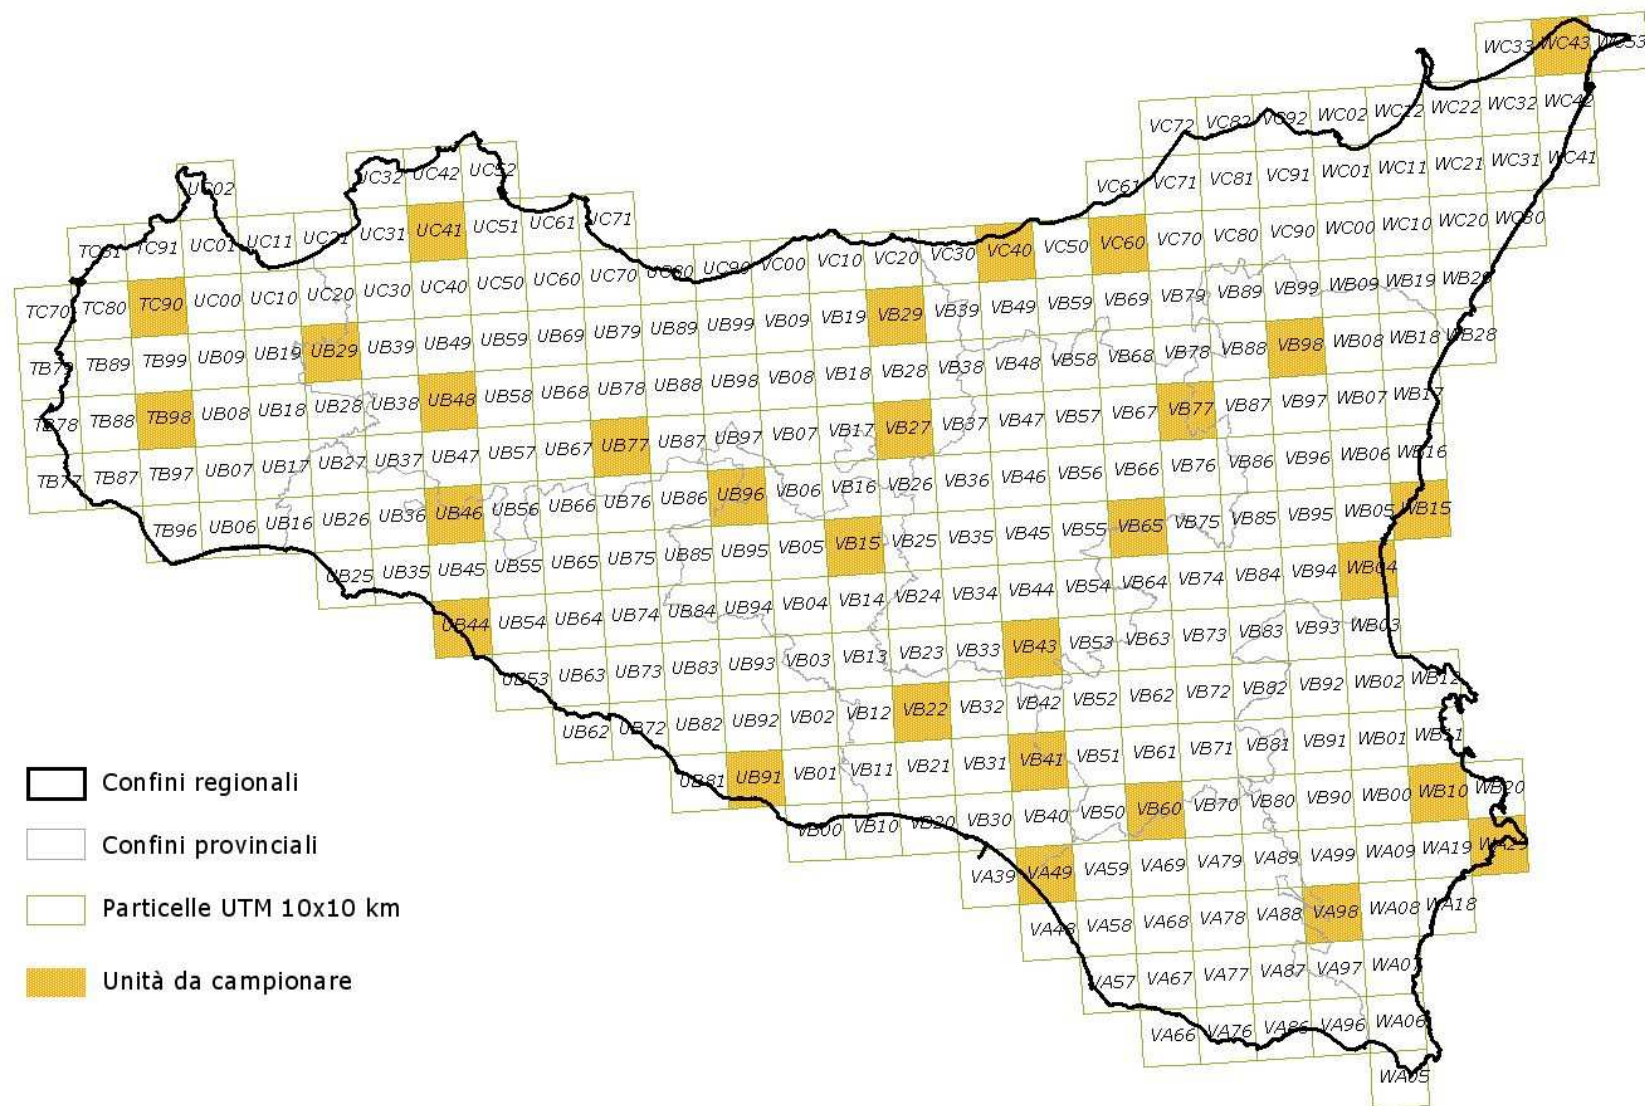 WC33 WC43 WC53
VC72 VC82 VC92 WC02 WC12 WC22 WC32 WC42
UC02 UC32 UC42 UC52 VC61 VC71 VC81 VC91 WC01 WC11 WC21 WC31 WC41
TC81 TC91 UC01 UC11 UC21 UC31 UC41 UC51 UC61 UC71
TC70 TC80 TC90 UC00 UC10 UC20 UC30 UC40 UC50 UC60 UC70 UC80 UC90 VC00 VC10 VC20 VC30 VC40 VC50 VC60 VC70 VC80 VC90 WC00 WC10 WC20 WC30
TB79 TB89 TB99 UB09 UB19 UB29 UB39 UB49 UB59 UB69 UB79 UB89 UB99 VB09 VB19 VB29 VB39 VB49 VB59 VB69 VB79 VB89 VB99 WB09 WB19 WB29
TB78 TB88 TB98 UB08 UB18 UB28 UB38 UB48 UB58 UB68 UB78 UB88 UB98 VB08 VB18 VB28 VB38 VB48 VB58 VB68 VB78 VB88 VB98 WB08 WB18 WB28
TB77 TB87 TB97 UB07 UB17 UB27 UB37 UB47 UB57 UB67 UB77 UB87 UB97 VB07 VB17 VB27 VB37 VB47 VB57 VB67 VB77 VB87 VB97 WB07 WB17
TB96 UB06 UB16 UB26 UB36 UB46 UB56 UB66 UB76 UB86 UB96 VB06 VB16 VB26 VB36 VB46 VB56 VB66 VB76 VB86 VB96 WB06 WB16
UB25 UB35 UB45 UB55 UB65 UB75 UB85 UB95 VB05 VB15 VB25 VB35 VB45 VB55 VB65 VB75 VB85 VB95 WB05 WB15
UB44 UB54 UB64 UB74 UB84 UB94 VB04 VB14 VB24 VB34 VB44 VB54 VB64 VB74 VB84 VB94 WB04
UB53 UB63 UB73 UB83 UB93 VB03 VB13 VB23 VB33 VB43 VB53 VB63 VB73 VB83 VB93 WB03
UB62 UB72 UB82 UB92 VB02 VB12 VB22 VB32 VB42 VB52 VB62 VB72 VB82 VB92 WB02 WB12
UB81 UB91 VB01 VB11 VB21 VB31 VB41 VB51 VB61 VB71 VB81 VB91 WB01 WB11
VB00 VB10 VB20 VB30 VB40 VB50 VB60 VB70 VB80 VB90 WB00 WB10 WB20
VA39 VA49 VA59 VA69 VA79 VA89 VA99 WA09 WA19 WA29
VA48 VA58 VA68 VA78 VA88 VA98 WA08 WA18
VA57 VA67 VA77 VA87 VA97 WA07
VA66 VA76 VA86 VA96 WA06
WA05
Confini regionali
Confini provinciali
Particelle UTM 10x10 km
Unità da campionare